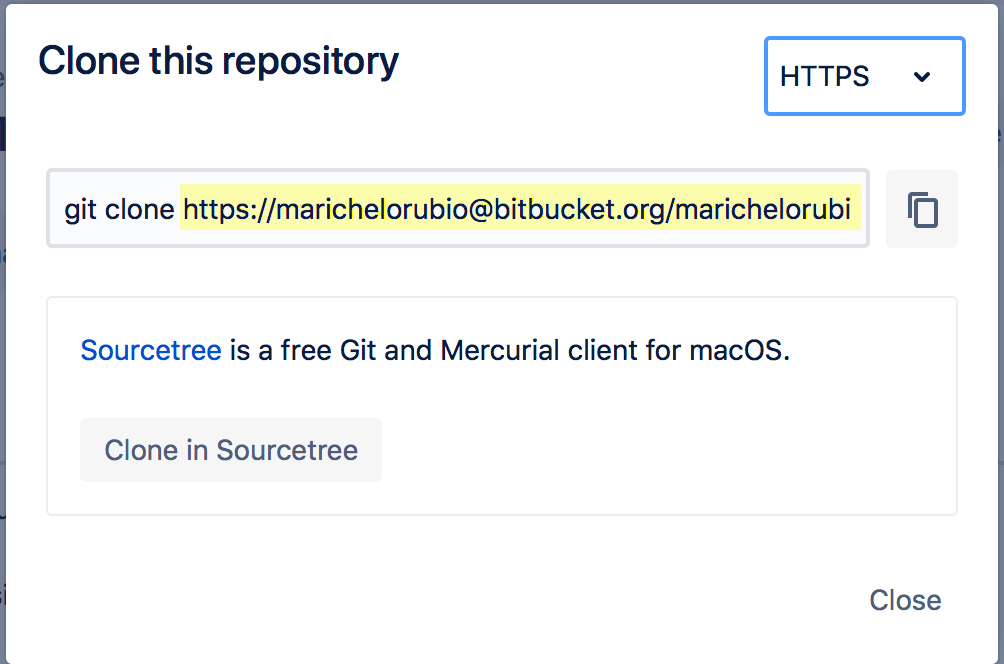 Clone this repository
HTTPS
git clone https://marichelorubio@bitbucket.org/marichelorubi
Sourcetree is a free Git and Mercurial client for macOS.
Clone in Sourcetree
Close